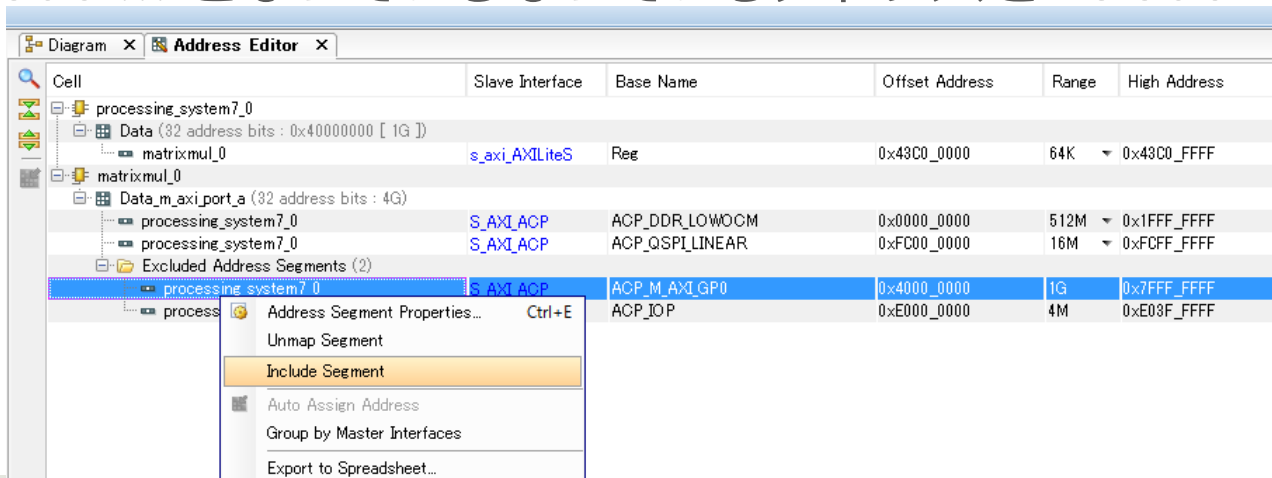 Diagram Address Editor
Cell Slave Interface Base Name Offset Address Range High Address
processing_system7_0
Data (32 address bits : 0x40000000 [ 1G ])
matrixmul_0 s_axi_AXILiteS Reg 0x43C0_0000 64K 0x43C0_FFFF
matrixmul_0
Data_m_axi_port_a (32 address bits : 4G)
processing_system7_0 S_AXI_ACP ACP_DDR_LOWOCM 0x0000_0000 512M 0x1FFF_FFFF
processing_system7_0 S_AXI_ACP ACP_QSPI_LINEAR 0xFC00_0000 16M 0xFCFF_FFFF
Excluded Address Segments (2)
processing_system7_0 S_AXI_ACP ACP_M_AXI_GP0 0x4000_0000 1G 0x7FFF_FFFF
process ACP_IOP 0xE000_0000 4M 0xE03F_FFFF
Address Segment Properties... Ctrl+E
Unmap Segment
Include Segment
Auto Assign Address
Group by Master Interfaces
Export to Spreadsheet...